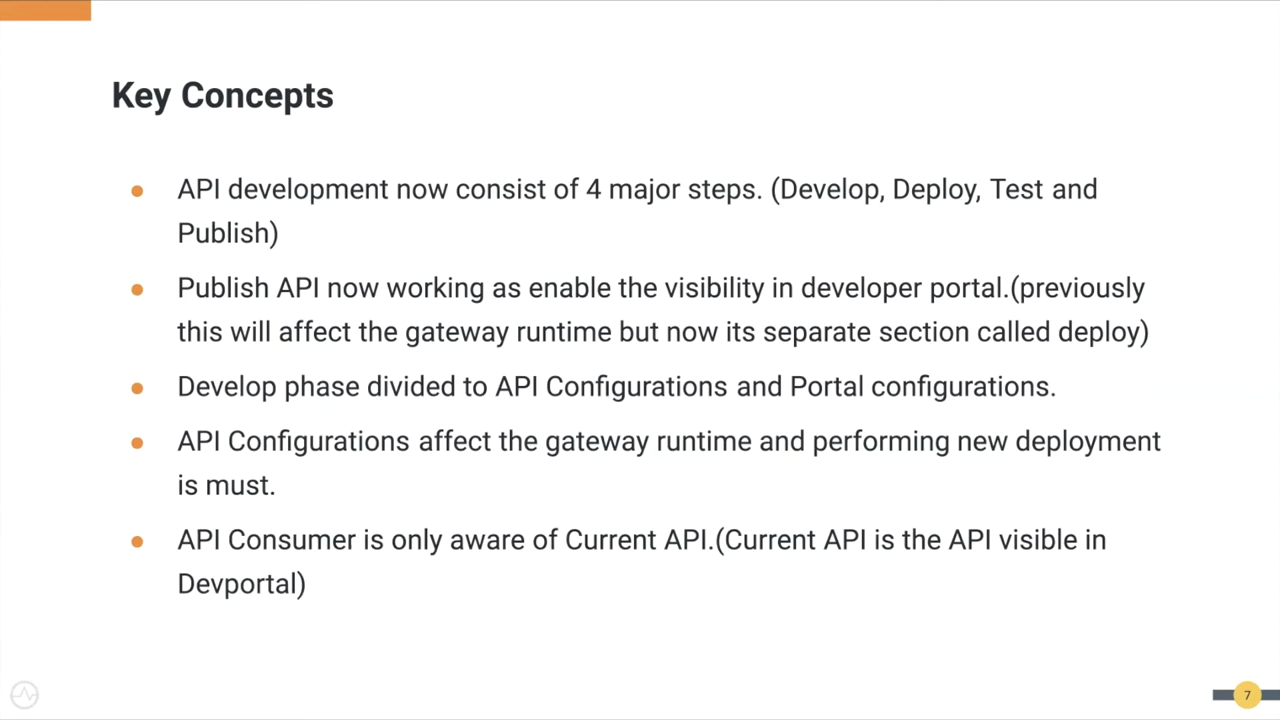 Key Concepts
● API development now consist of 4 major steps. (Develop, Deploy, Test and
Publish)
● Publish API now working as enable the visibility in developer portal.(previously
this will affect the gateway runtime but now its separate section called deploy)
● Develop phase divided to API Configurations and Portal configurations.
● API Configurations affect the gateway runtime and performing new deployment
is must.
● API Consumer is only aware of Current API.(Current API is the API visible in
Devportal)
7